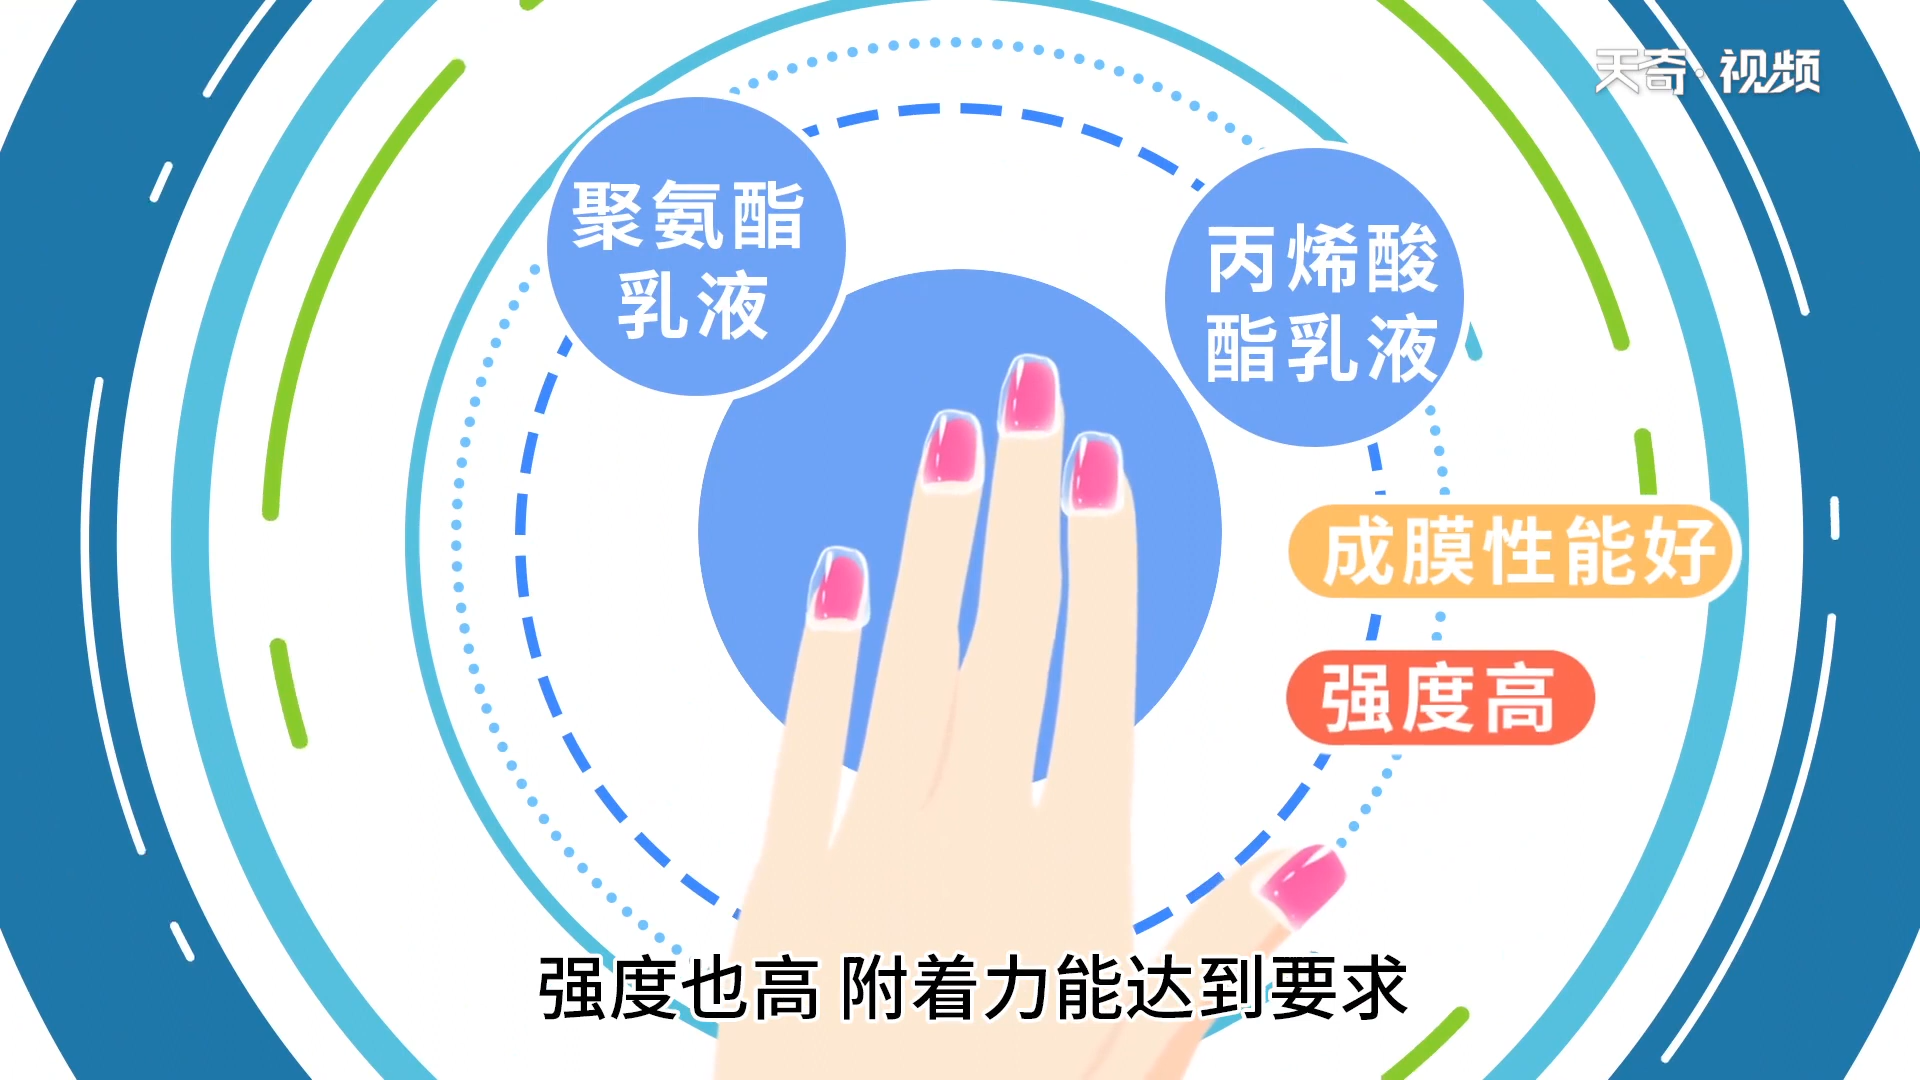 天奇·视频
聚氨酯
乳液
丙烯酸
酯乳液
成膜性能好
强度高
强度也高 附着力能达到要求